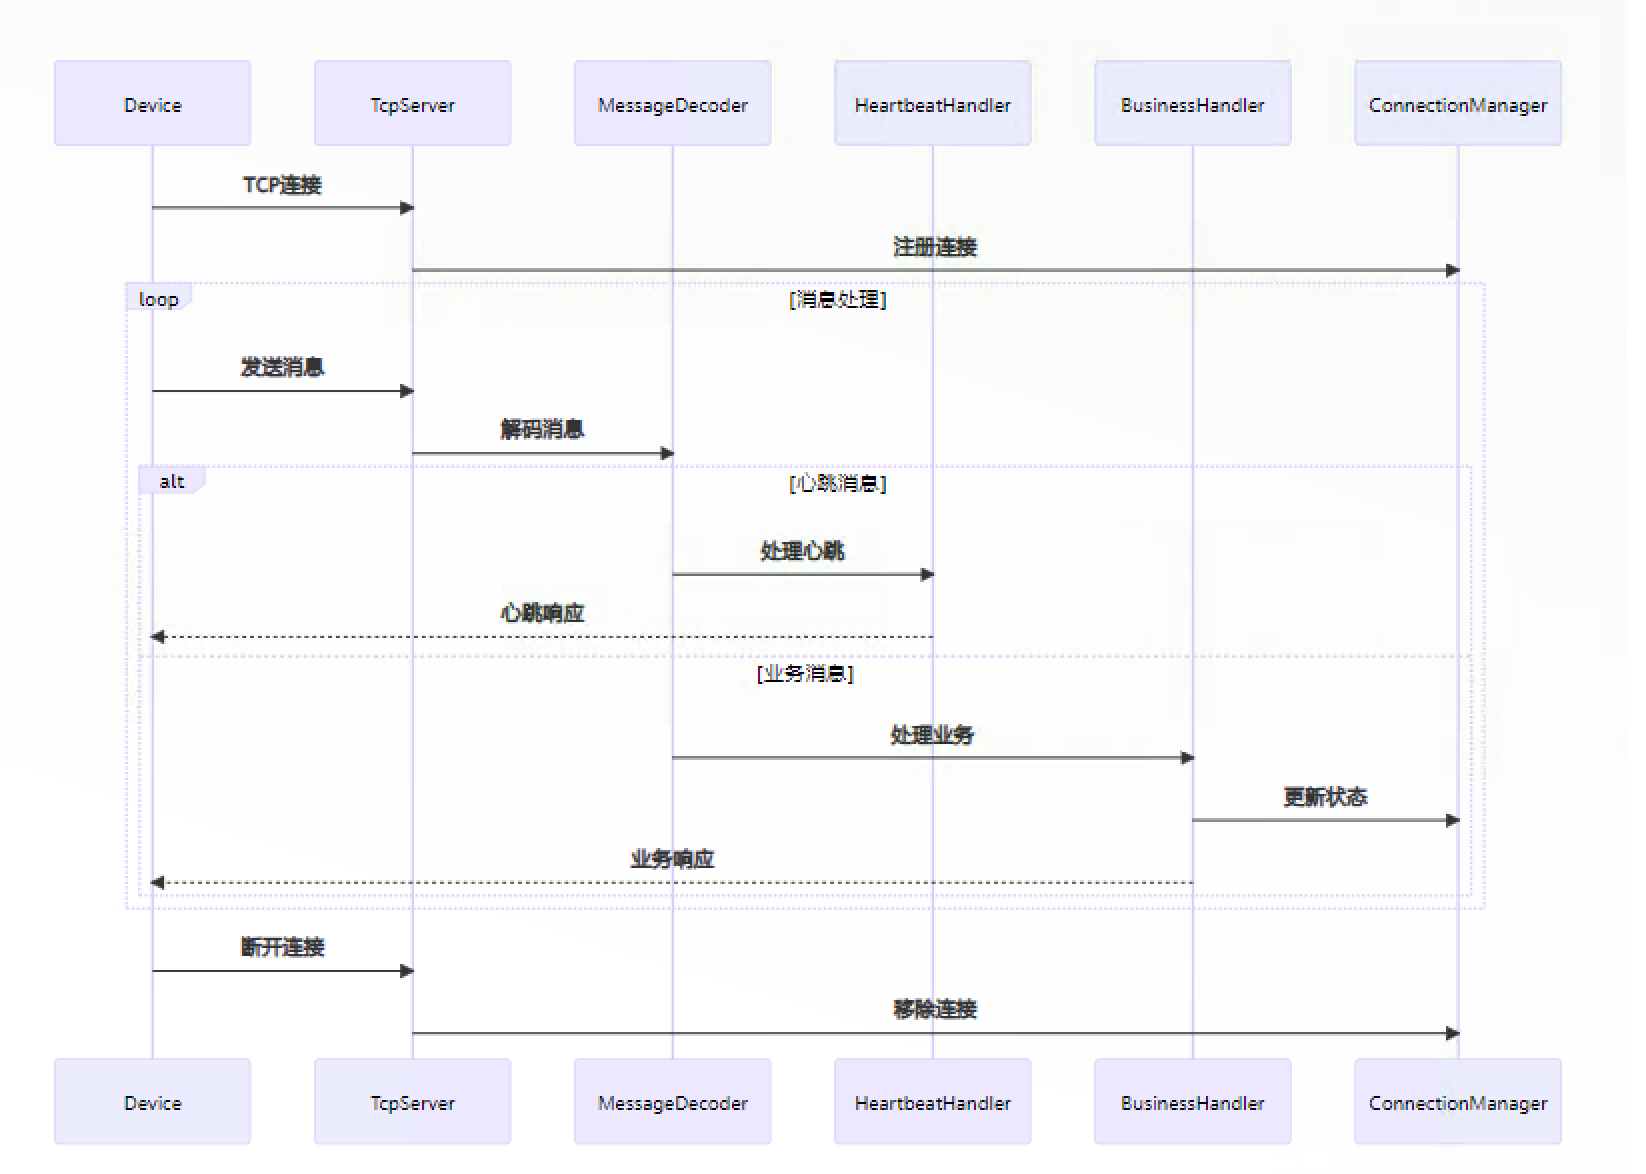 Device
TcpServer
MessageDecoder
HeartbeatHandler
BusinessHandler
ConnectionManager
TCP连接
注册连接
loop
[消息处理]
发送消息
解码消息
alt
[心跳消息]
处理心跳
心跳响应
[业务消息]
处理业务
更新状态
业务响应
断开连接
移除连接
Device
TcpServer
MessageDecoder
HeartbeatHandler
BusinessHandler
ConnectionManager